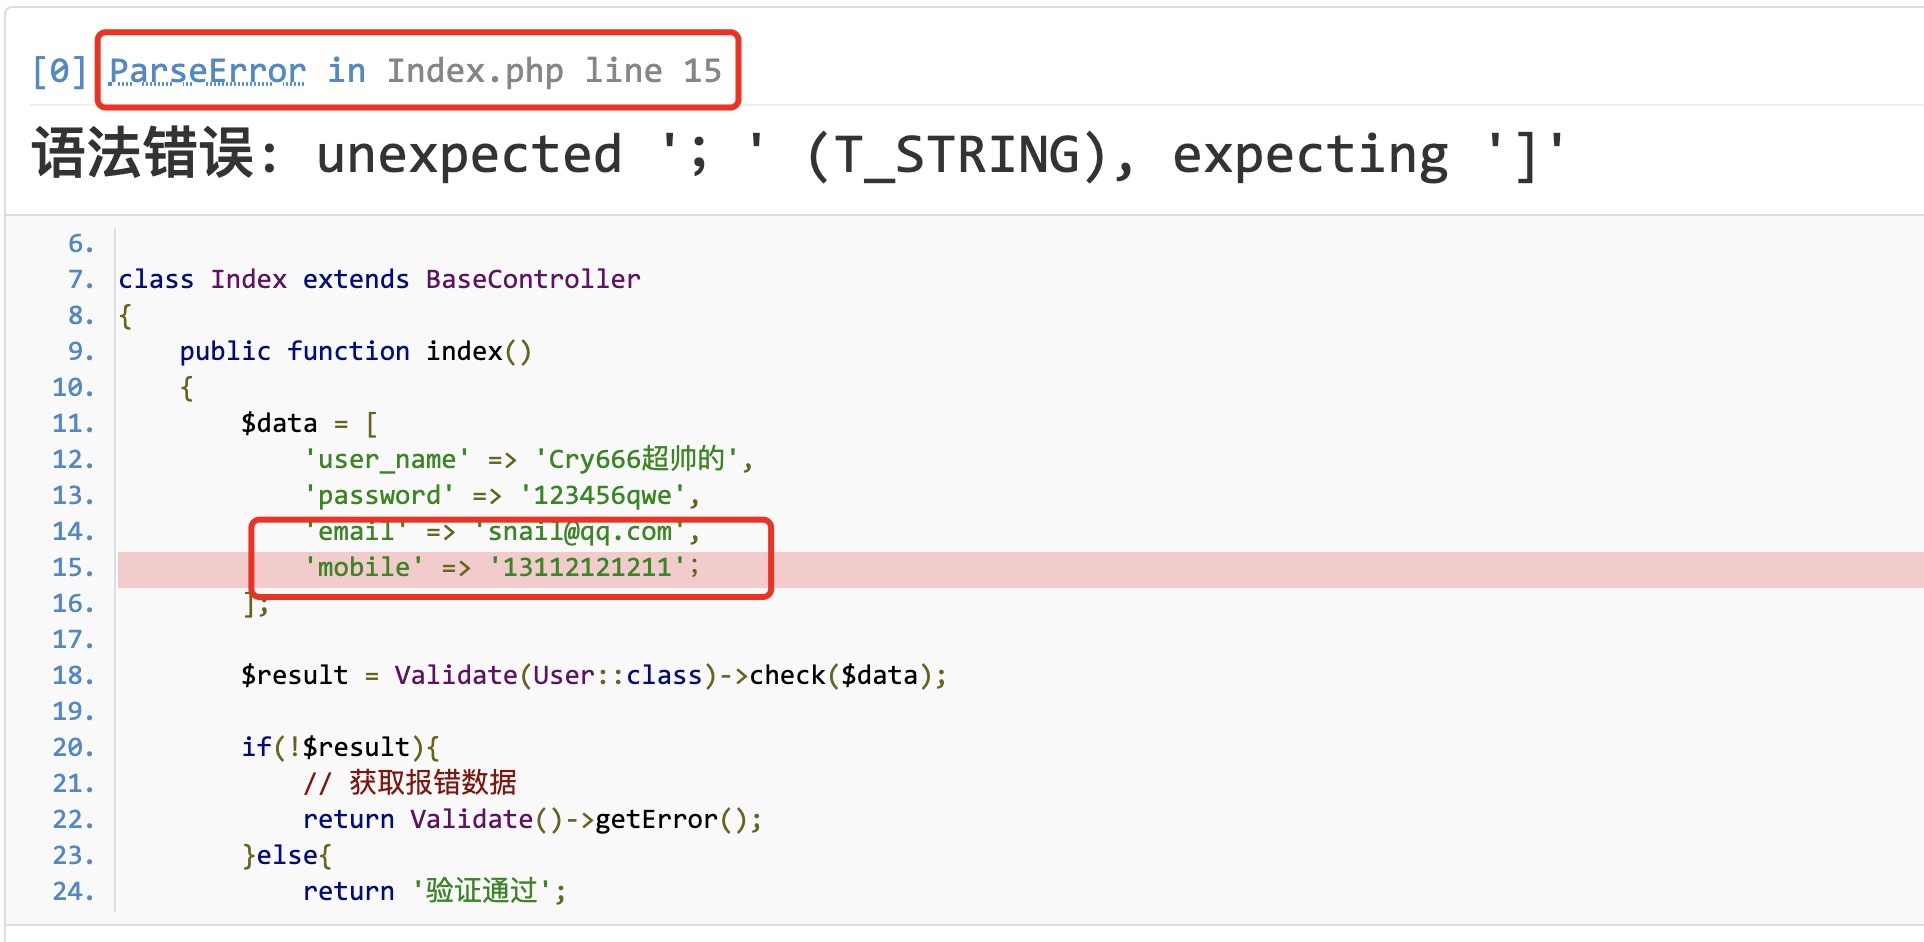 [0] ParseError in Index.php line 15
语法错误: unexpected '；' (T_STRING), expecting ']'
6.
7. class Index extends BaseController
8. {
9. public function index()
10. {
11. $data = [
12. 'user_name' => 'Cry666超帅的',
13. 'password' => '123456qwe',
14. 'email' => 'snail@qq.com',
15. 'mobile' => '13112121211'；
16. ];
17.
18. $result = Validate(User::class)->check($data);
19.
20. if(!$result){
21. // 获取报错数据
22. return Validate()->getError();
23. }else{
24. return '验证通过';